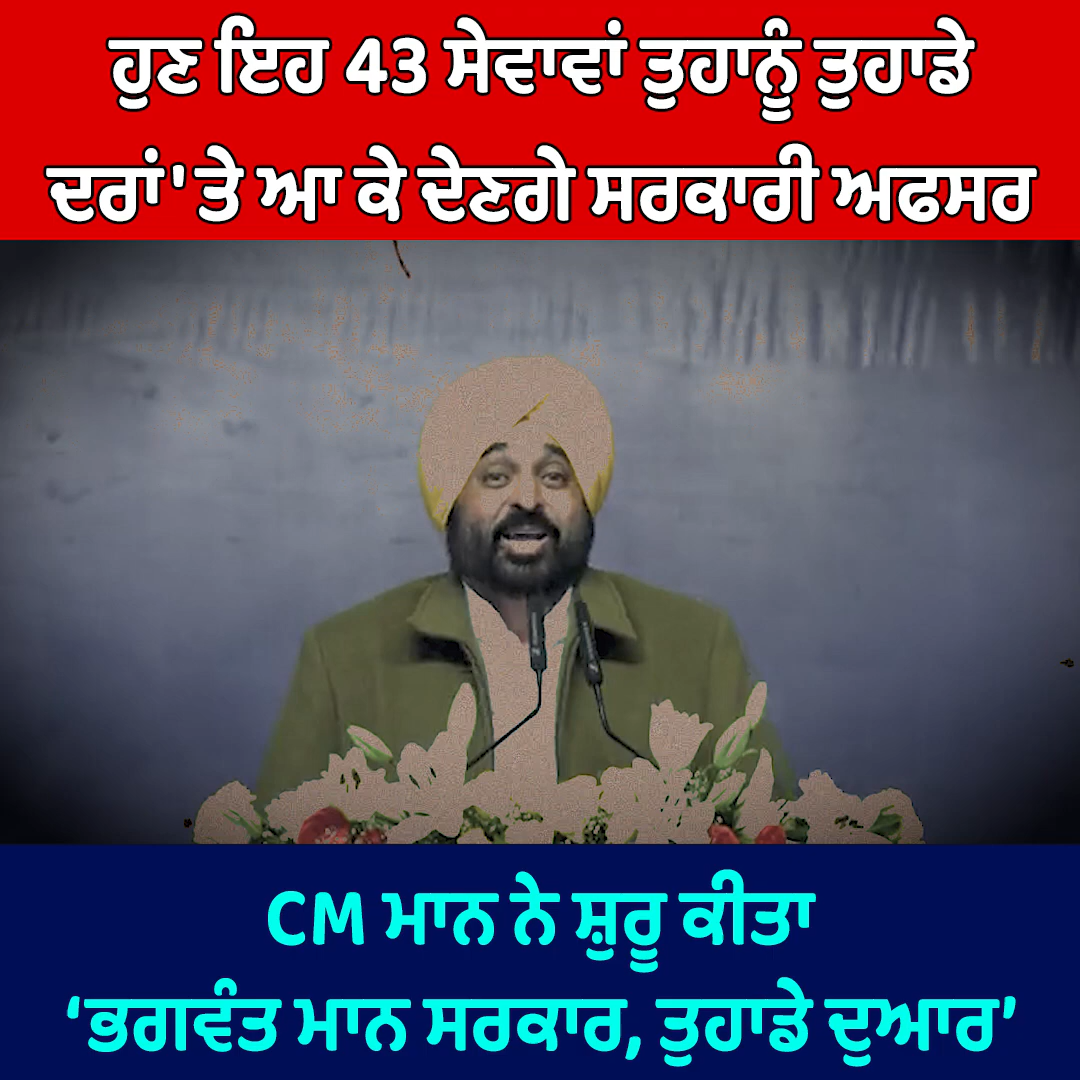 ਹੁਣ ਇਹ 43 ਸੇਵਾਵਾਂ ਤੁਹਾਨੂੰ ਤੁਹਾਡੇ
ਦਰਾਂ'ਤੇ ਆ ਕੇ ਦੇਣਗੇ ਸਰਕਾਰੀ ਅਫਸਰ
CM ਮਾਨ ਨੇ ਸ਼ੁਰੂ ਕੀਤਾ
‘ਭਗਵੰਤ ਮਾਨ ਸਰਕਾਰ, ਤੁਹਾਡੇ ਦੁਆਰ’